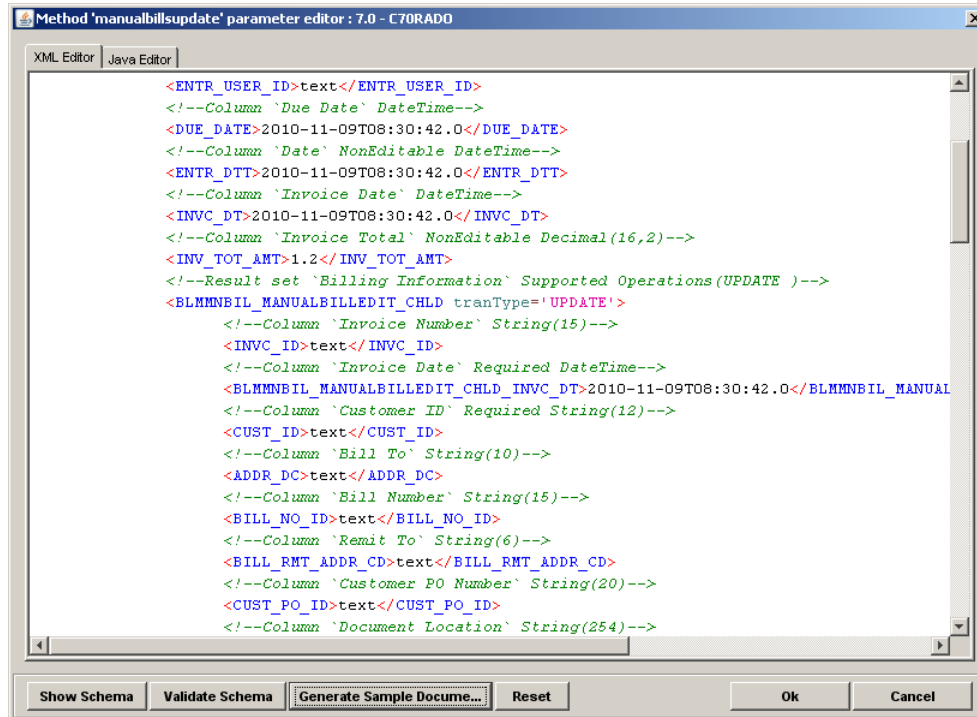 Method 'manualbillsupdate' parameter editor : 7.0 - C70RADO
XML Editor Java Editor
<ENTR_USER_ID>text</ENTR_USER_ID>
<!--Column `Due Date` DateTime-->
<DUE_DATE>2010-11-09T08:30:42.0</DUE_DATE>
<!--Column `Date` NonEditable DateTime-->
<ENTR_DTT>2010-11-09T08:30:42.0</ENTR_DTT>
<!--Column `Invoice Date` DateTime-->
<INVC_DT>2010-11-09T08:30:42.0</INVC_DT>
<!--Column `Invoice Total` NonEditable Decimal(16,2)-->
<INV_TOT_AMT>1.2</INV_TOT_AMT>
<!--Result set `Billing Information` Supported Operations(UPDATE )-->
<BLMMNBIL_MANUALBILLEDIT_CHLD tranType='UPDATE'>
<!--Column `Invoice Number` String(15)-->
<INVC_ID>text</INVC_ID>
<!--Column `Invoice Date` Required DateTime-->
<BLMMNBIL_MANUALBILLEDIT_CHLD_INVC_DT>2010-11-09T08:30:42.0</BLMMNBIL_MANUAL
<!--Column `Customer ID` Required String(12)-->
<CUST_ID>text</CUST_ID>
<!--Column `Bill To` String(10)-->
<ADDR_DC>text</ADDR_DC>
<!--Column `Bill Number` String(15)-->
<BILL_NO_ID>text</BILL_NO_ID>
<!--Column `Remit To` String(6)-->
<BILL_RMT_ADDR_CD>text</BILL_RMT_ADDR_CD>
<!--Column `Customer PO Number` String(20)-->
<CUST_PO_ID>text</CUST_PO_ID>
<!--Column `Document Location` String(254)-->
Show Schema Validate Schema Generate Sample Docume... Reset Ok Cancel